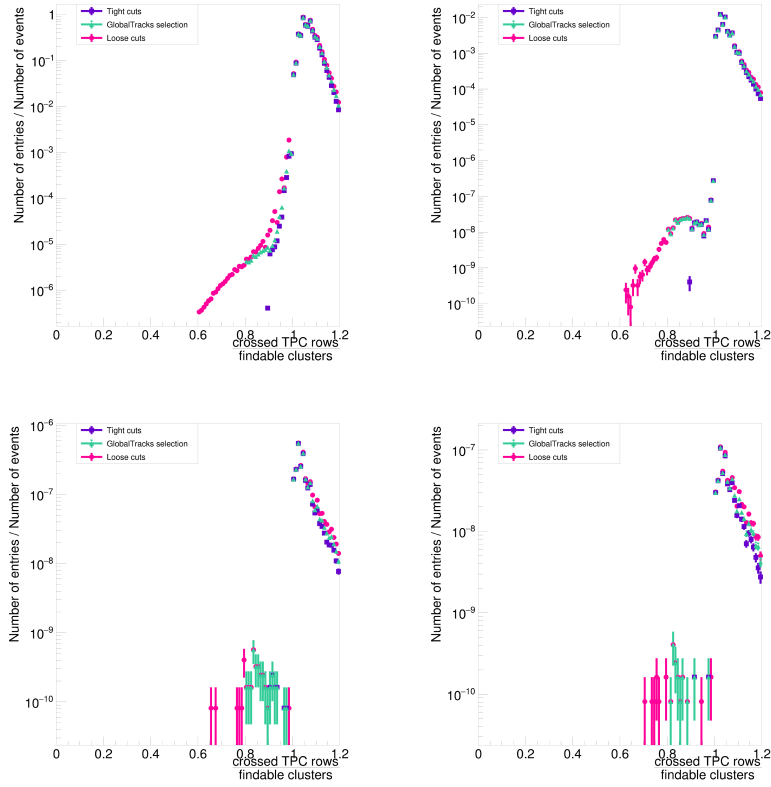 Number of entries / Number of events
1
10⁻¹
10⁻²
10⁻³
10⁻⁴
10⁻⁵
10⁻⁶
Tight cuts
GlobalTracks selection
Loose cuts
0 0.2 0.4 0.6 0.8 1 1.2
crossed TPC rows
findable clusters
Number of entries / Number of events
10⁻²
10⁻³
10⁻⁴
10⁻⁵
10⁻⁶
10⁻⁷
10⁻⁸
10⁻⁹
10⁻¹⁰
Tight cuts
GlobalTracks selection
Loose cuts
0 0.2 0.4 0.6 0.8 1 1.2
crossed TPC rows
findable clusters
Number of entries / Number of events
10⁻⁶
10⁻⁷
10⁻⁸
10⁻⁹
10⁻¹⁰
Tight cuts
GlobalTracks selection
Loose cuts
0 0.2 0.4 0.6 0.8 1 1.2
crossed TPC rows
findable clusters
Number of entries / Number of events
10⁻⁷
10⁻⁸
10⁻⁹
10⁻¹⁰
Tight cuts
GlobalTracks selection
Loose cuts
0 0.2 0.4 0.6 0.8 1 1.2
crossed TPC rows
findable clusters